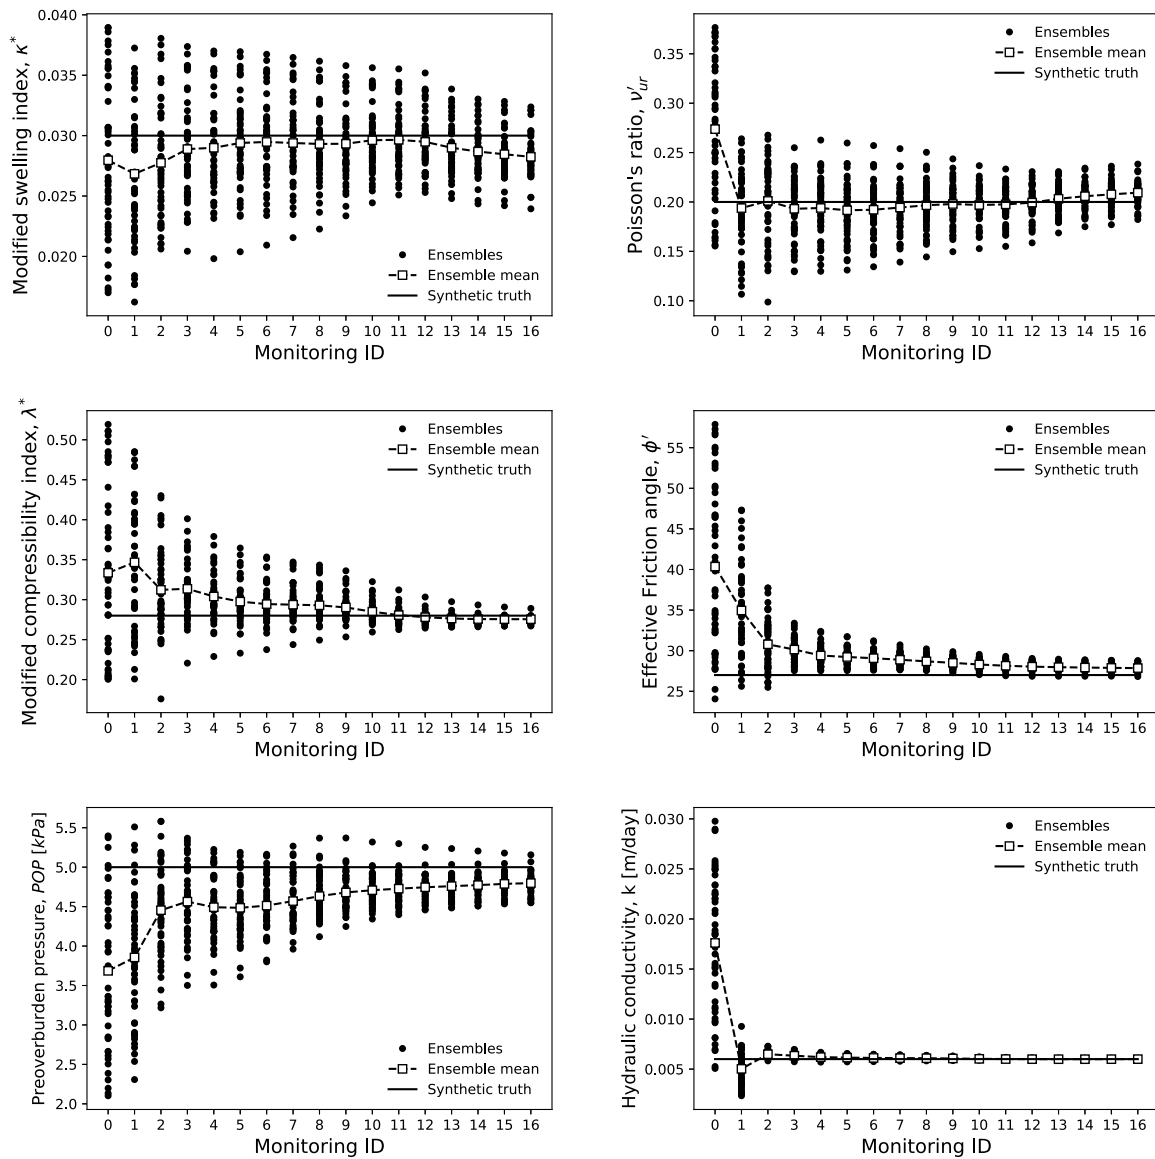 0.040
0.035
0.030
0.025
0.020
Modified swelling index, κ*
Ensembles
Ensemble mean
Synthetic truth
0 1 2 3 4 5 6 7 8 9 10 11 12 13 14 15 16
Monitoring ID
0.35
0.30
0.25
0.20
0.15
0.10
Poisson's ratio, ν′ur
Ensembles
Ensemble mean
Synthetic truth
0 1 2 3 4 5 6 7 8 9 10 11 12 13 14 15 16
Monitoring ID
0.50
0.45
0.40
0.35
0.30
0.25
0.20
Modified compressibility index, λ*
Ensembles
Ensemble mean
Synthetic truth
0 1 2 3 4 5 6 7 8 9 10 11 12 13 14 15 16
Monitoring ID
55
50
45
40
35
30
25
Effective Friction angle, ϕ′
Ensembles
Ensemble mean
Synthetic truth
0 1 2 3 4 5 6 7 8 9 10 11 12 13 14 15 16
Monitoring ID
5.5
5.0
4.5
4.0
3.5
3.0
2.5
2.0
Preoverburden pressure, POP [kPa]
Ensembles
Ensemble mean
Synthetic truth
0 1 2 3 4 5 6 7 8 9 10 11 12 13 14 15 16
Monitoring ID
0.030
0.025
0.020
0.015
0.010
0.005
Hydraulic conductivity, k [m/day]
Ensembles
Ensemble mean
Synthetic truth
0 1 2 3 4 5 6 7 8 9 10 11 12 13 14 15 16
Monitoring ID